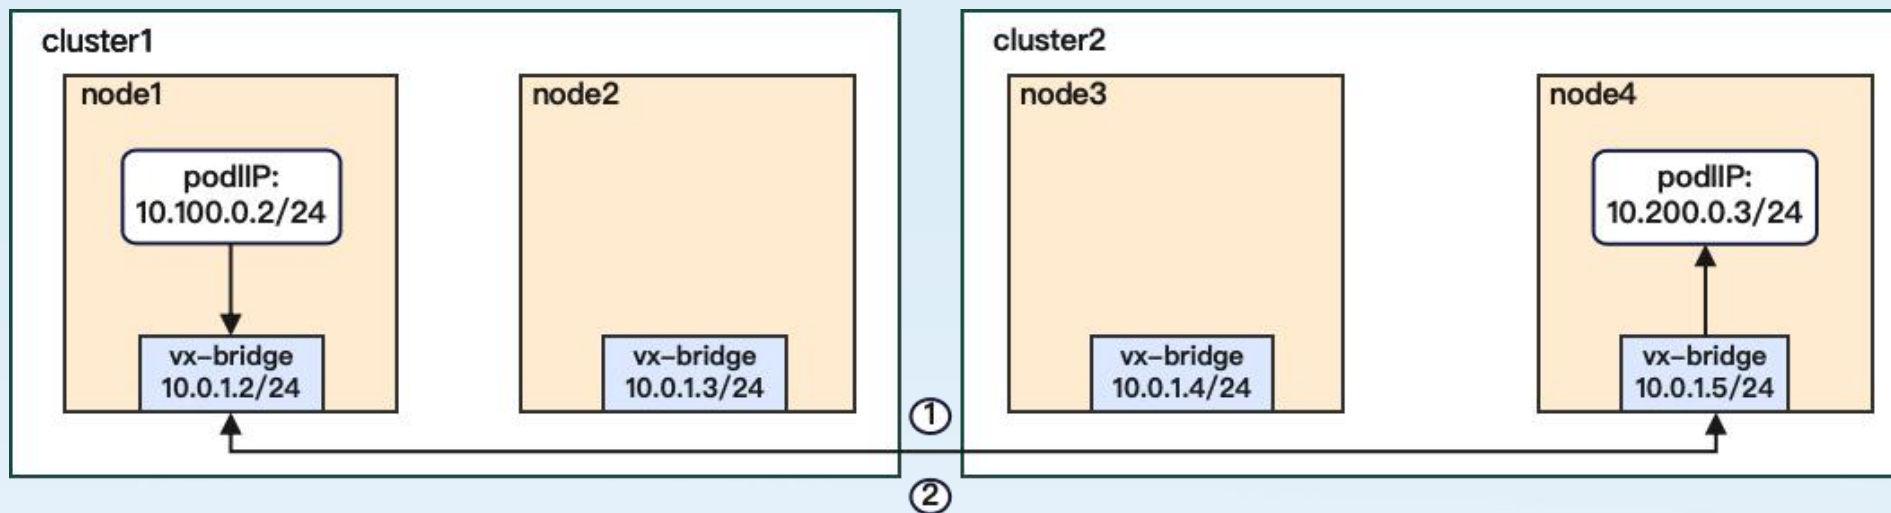 cluster1
node1
podIIP:
10.100.0.2/24
vx-bridge
10.0.1.2/24
node2
vx-bridge
10.0.1.3/24
①
②
cluster2
node3
vx-bridge
10.0.1.4/24
node4
podIIP:
10.200.0.3/24
vx-bridge
10.0.1.5/24